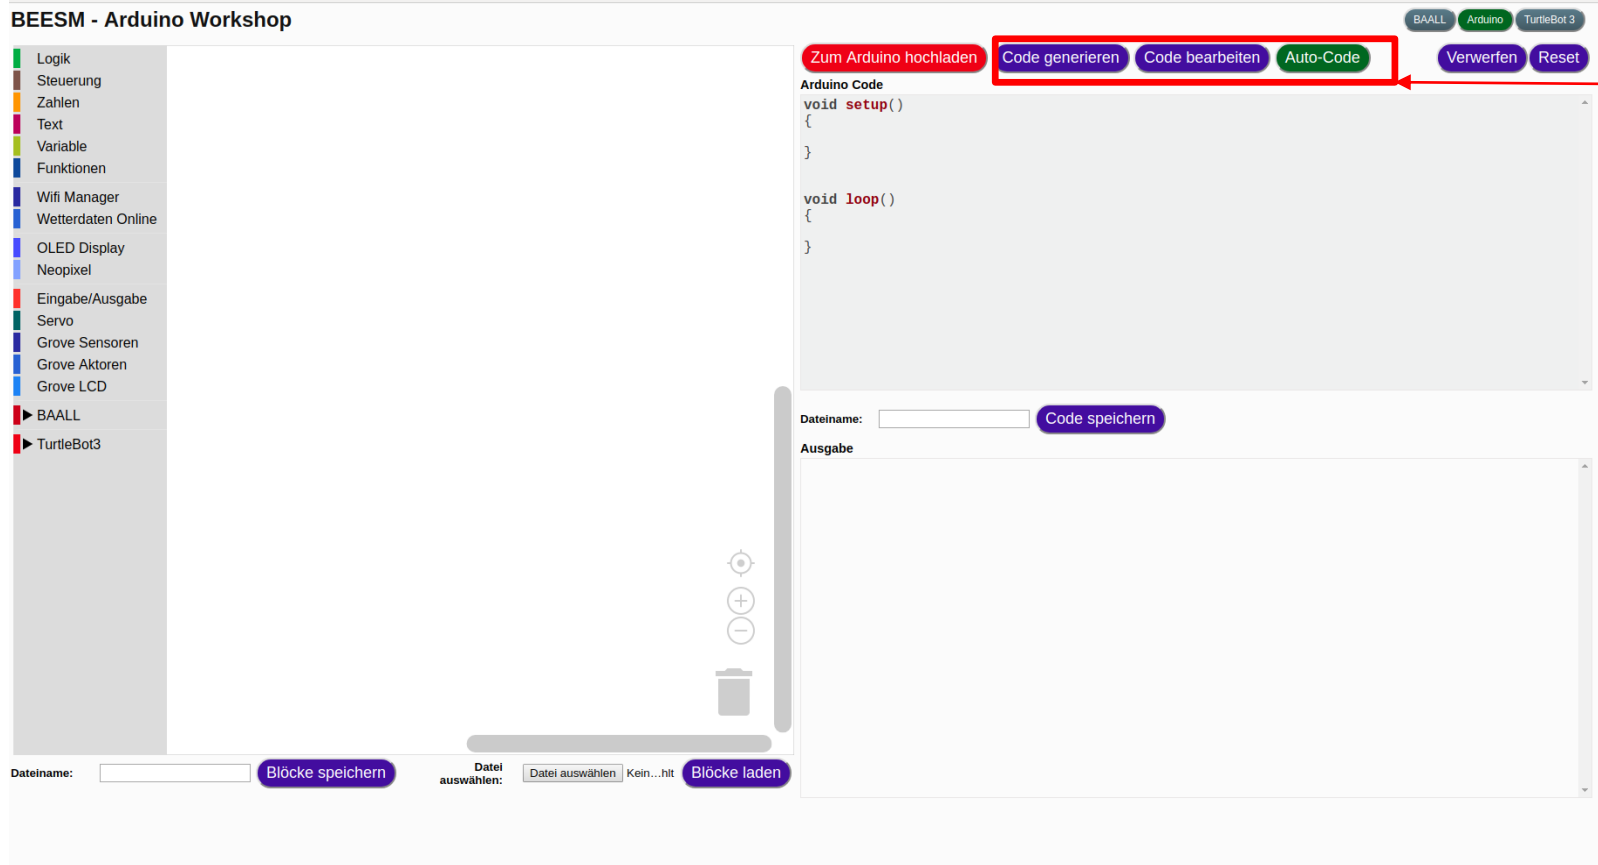 BEESM - Arduino Workshop
BAALL
Arduino
TurtleBot 3
Logik
Steuerung
Zahlen
Text
Variable
Funktionen
Wifi Manager
Wetterdaten Online
OLED Display
Neopixel
Eingabe/Ausgabe
Servo
Grove Sensoren
Grove Aktoren
Grove LCD
BAALL
TurtleBot3
Dateiname:
Blöcke speichern
Datei
auswählen:
Datei auswählen
Kein…hlt
Blöcke laden
Zum Arduino hochladen
Code generieren
Code bearbeiten
Auto-Code
Verwerfen
Reset
Arduino Code
void setup()
{
}
void loop()
{
}
Dateiname:
Code speichern
Ausgabe